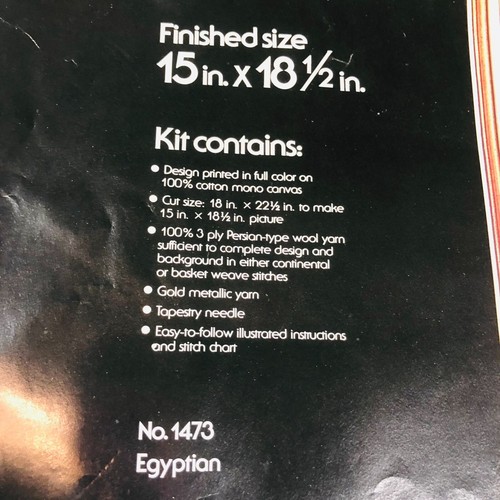 Finished size
15 in. x 18 1/2 in.
Kit contains:
• Design printed in full color on
100% cotton mono canvas
• Cut size: 18 in. × 22½ in. to make
15 in. × 18½ in. picture
• 100% 3 ply Persian-type wool yarn
sufficient to complete design and
background in either continental
or basket weave stitches
• Gold metallic yarn
• Tapestry needle
• Easy-to-follow illustrated instructions
and stitch chart
No. 1473
Egyptian